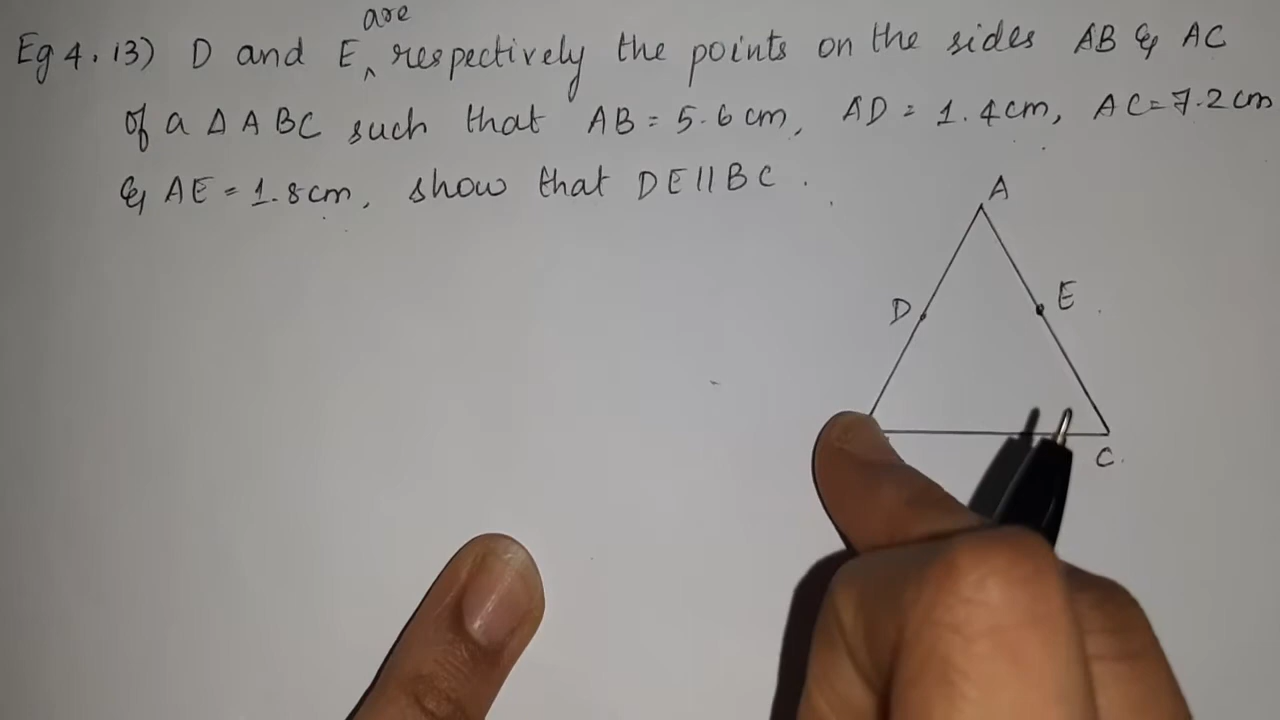 Eg 4.13) D and E are respectively the points on the sides AB & AC
of a Δ ABC such that AB = 5.6 cm, AD = 1.4 cm, AC = 7.2 cm
& AE = 1.8 cm, show that DE || BC.
A
D
E
C